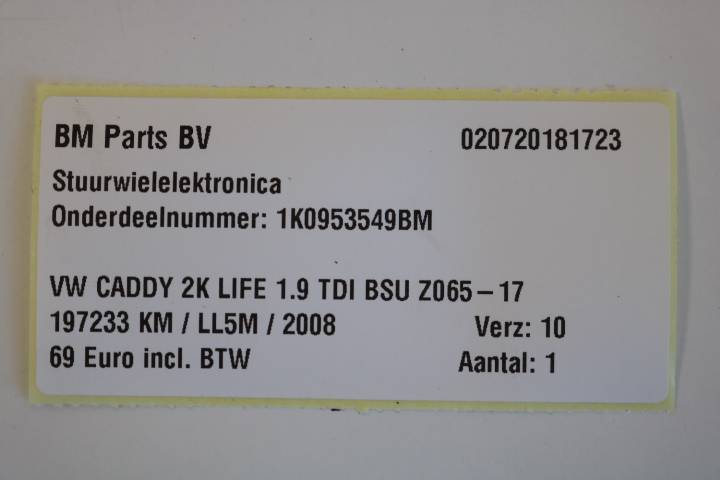 BM Parts BV 020720181723
Stuurwielelektronica
Onderdeelnummer: 1K0953549BM
VW CADDY 2K LIFE 1.9 TDI BSU Z065-17
197233 KM / LL5M / 2008 Verz: 10
69 Euro incl. BTW Aantal: 1